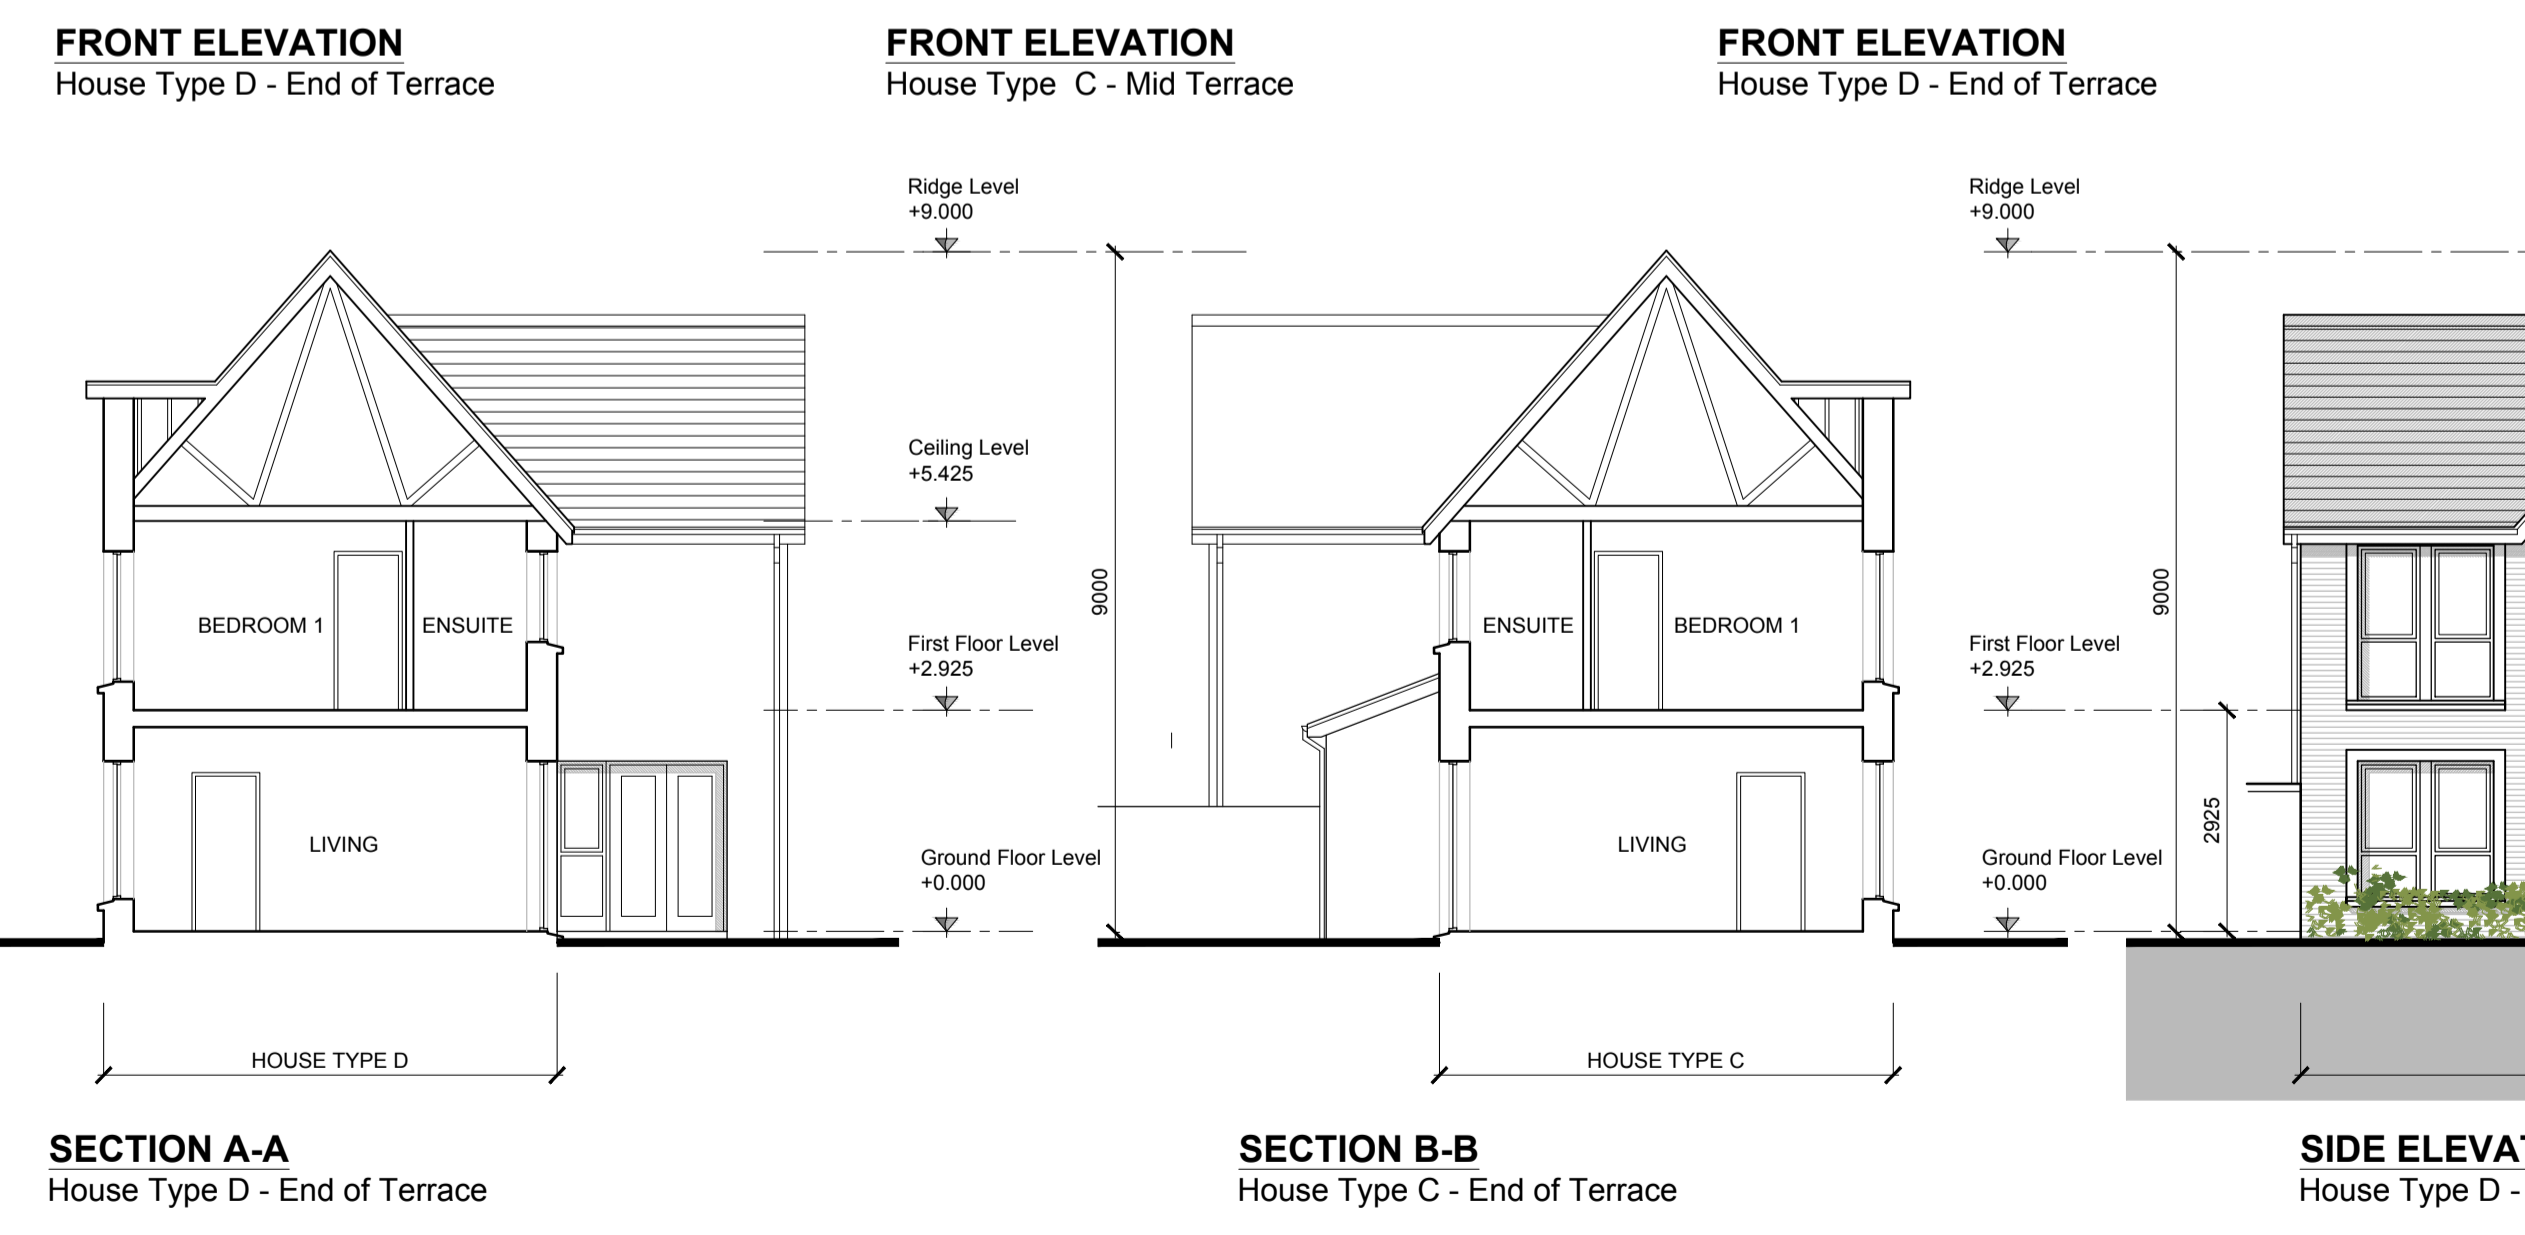 FRONT ELEVATION
House Type D - End of Terrace
FRONT ELEVATION
House Type C - Mid Terrace
FRONT ELEVATION
House Type D - End of Terrace
Ridge Level
+9.000
Ceiling Level
+5.425
First Floor Level
+2.925
Ground Floor Level
+0.000
9000
BEDROOM 1
ENSUITE
LIVING
HOUSE TYPE D
SECTION A-A
House Type D - End of Terrace
ENSUITE
BEDROOM 1
LIVING
HOUSE TYPE C
SECTION B-B
House Type C - End of Terrace
Ridge Level
+9.000
First Floor Level
+2.925
Ground Floor Level
+0.000
9000
2925
SIDE ELEVA
House Type D -